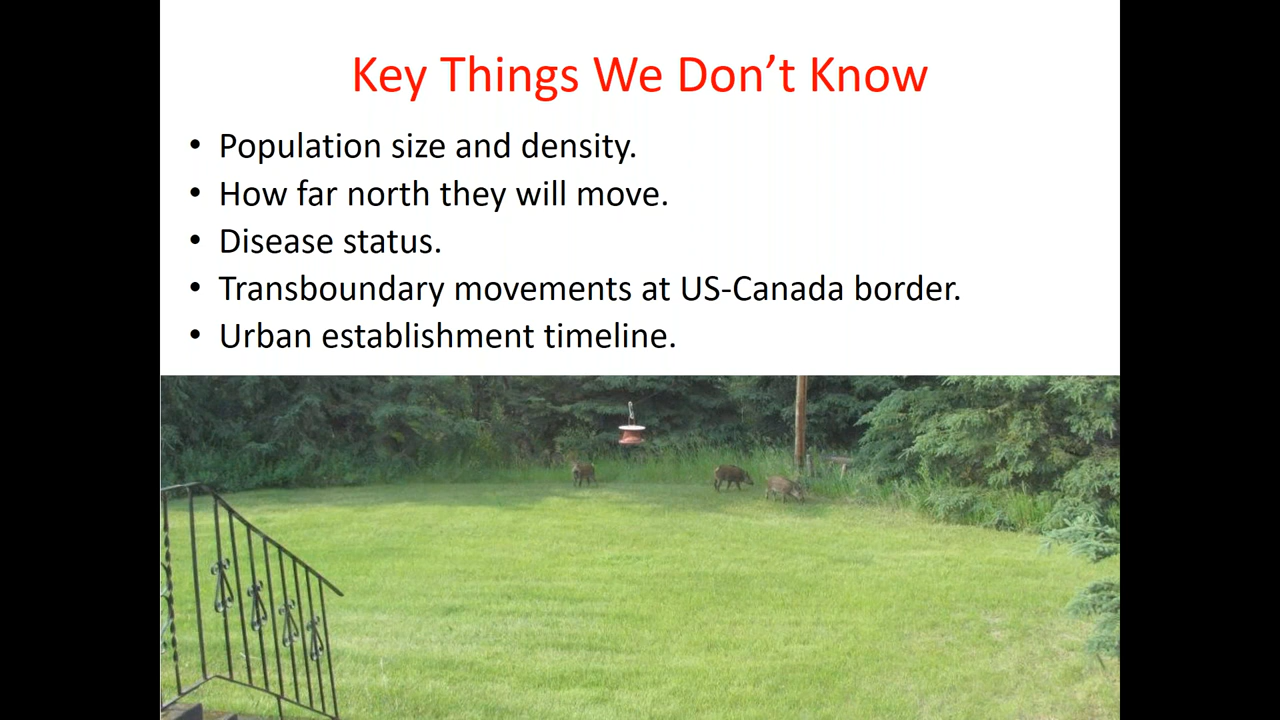 Key Things We Don’t Know
• Population size and density.
• How far north they will move.
• Disease status.
• Transboundary movements at US-Canada border.
• Urban establishment timeline.